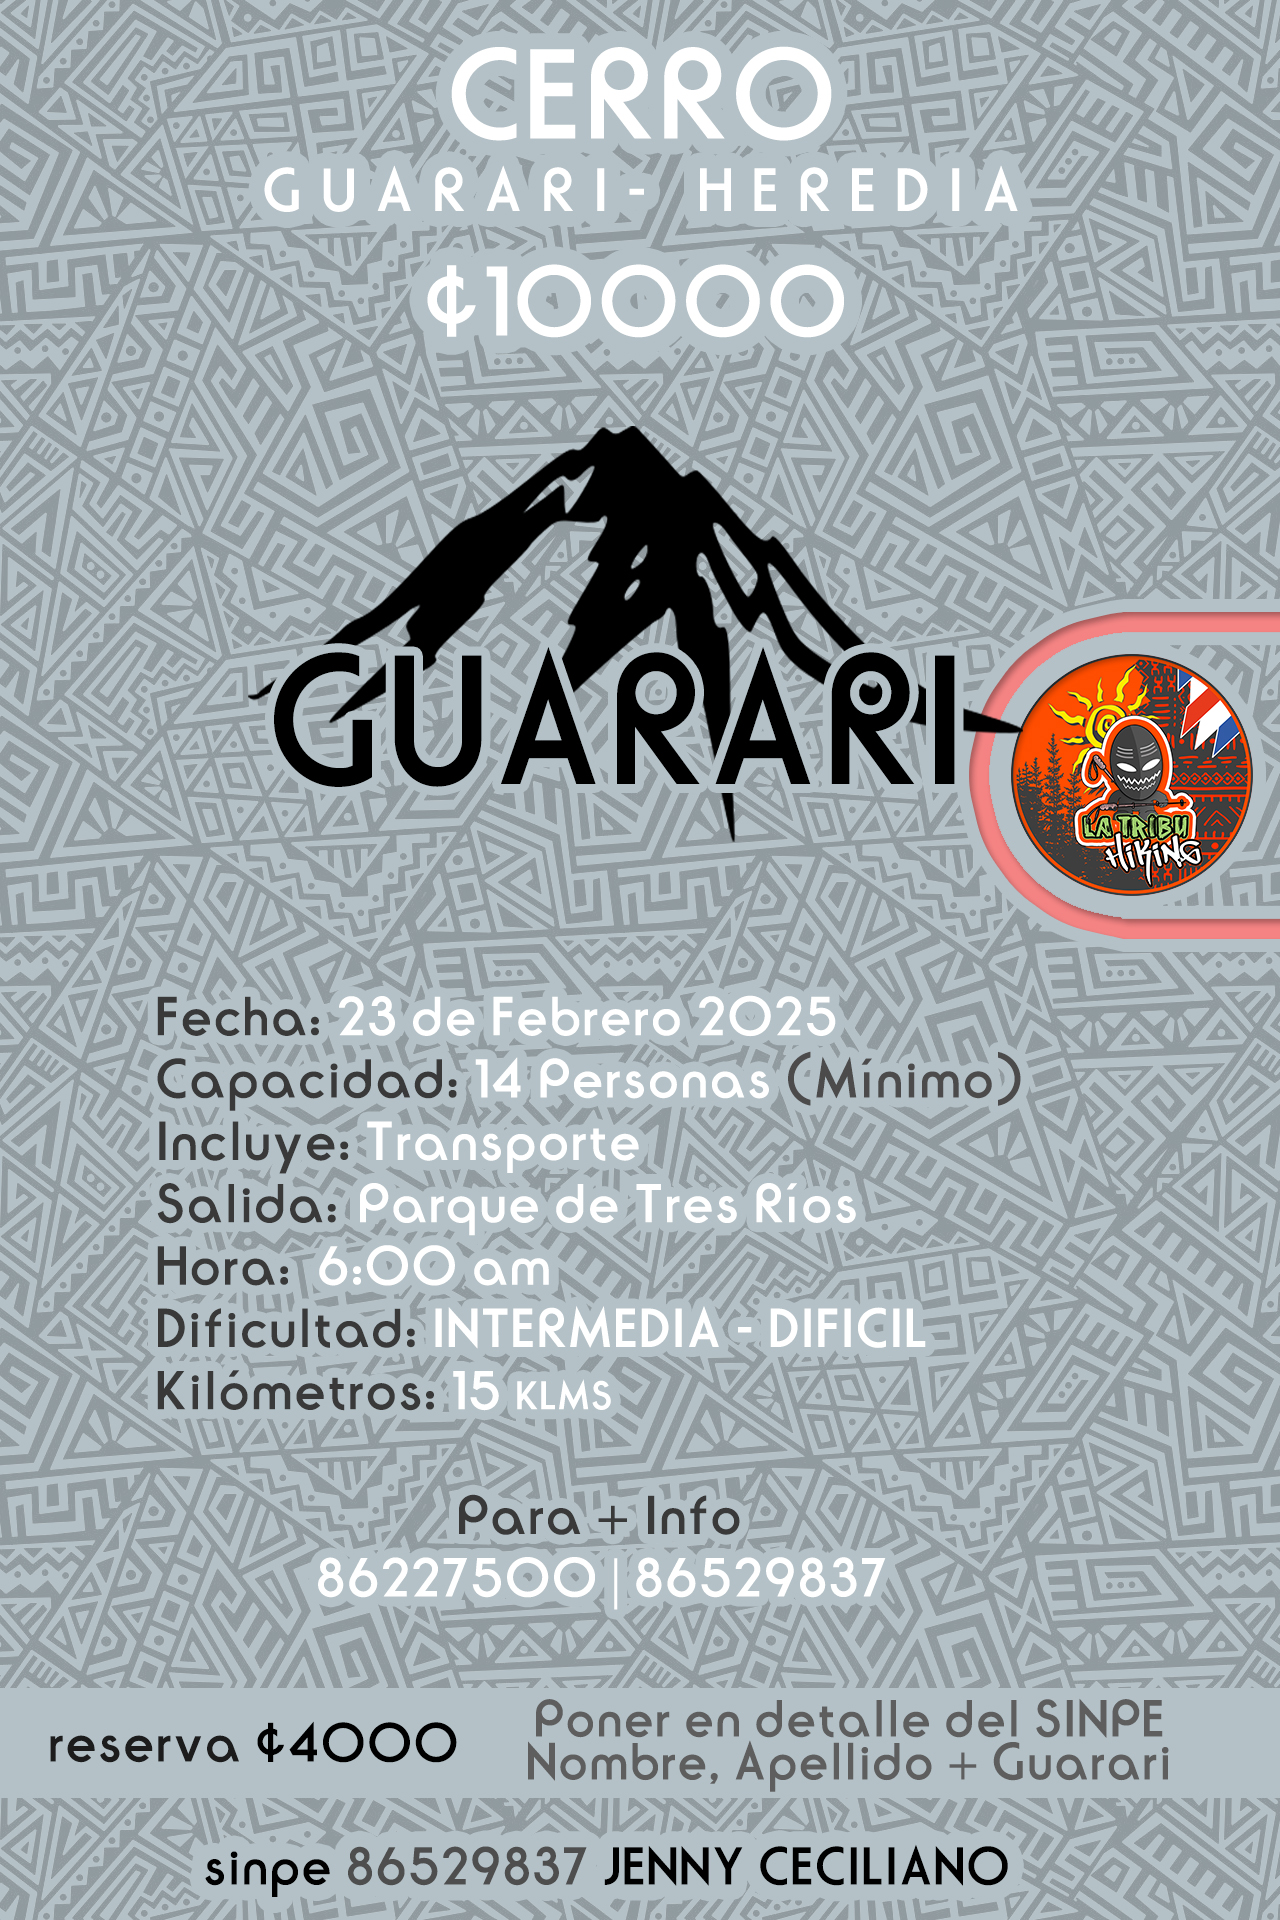 CERRO
GUARARI- HEREDIA
¢10000
GUARARI
LA TRIBU
HIKING
Fecha: 23 de Febrero 2025
Capacidad: 14 Personas (Mínimo)
Incluye: Transporte
Salida: Parque de Tres Ríos
Hora: 6:00 am
Dificultad: INTERMEDIA - DIFICIL
Kilómetros: 15 KLMS
Para + Info
86227500 | 86529837
reserva ¢4000
Poner en detalle del SINPE
Nombre, Apellido + Guarari
sinpe 86529837 JENNY CECILIANO